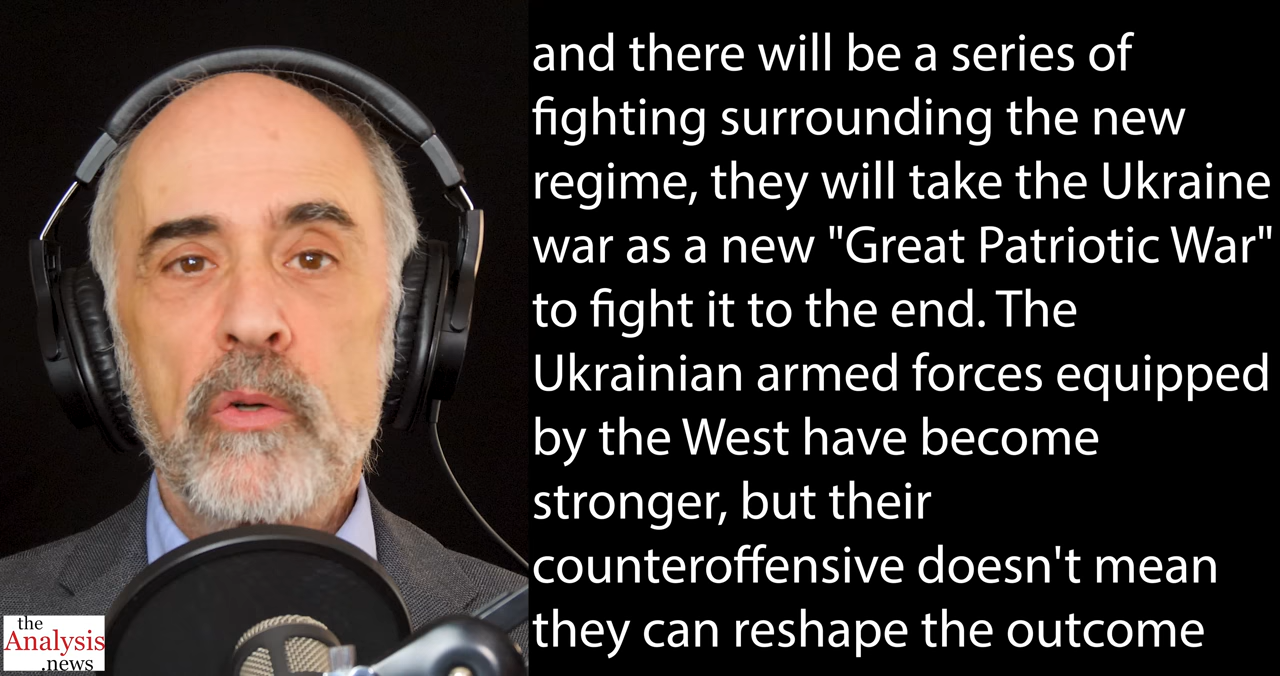 and there will be a series of
fighting surrounding the new
regime, they will take the Ukraine
war as a new "Great Patriotic War"
to fight it to the end. The
Ukrainian armed forces equipped
by the West have become
stronger, but their
counteroffensive doesn't mean
they can reshape the outcome
the
Analysis
.news